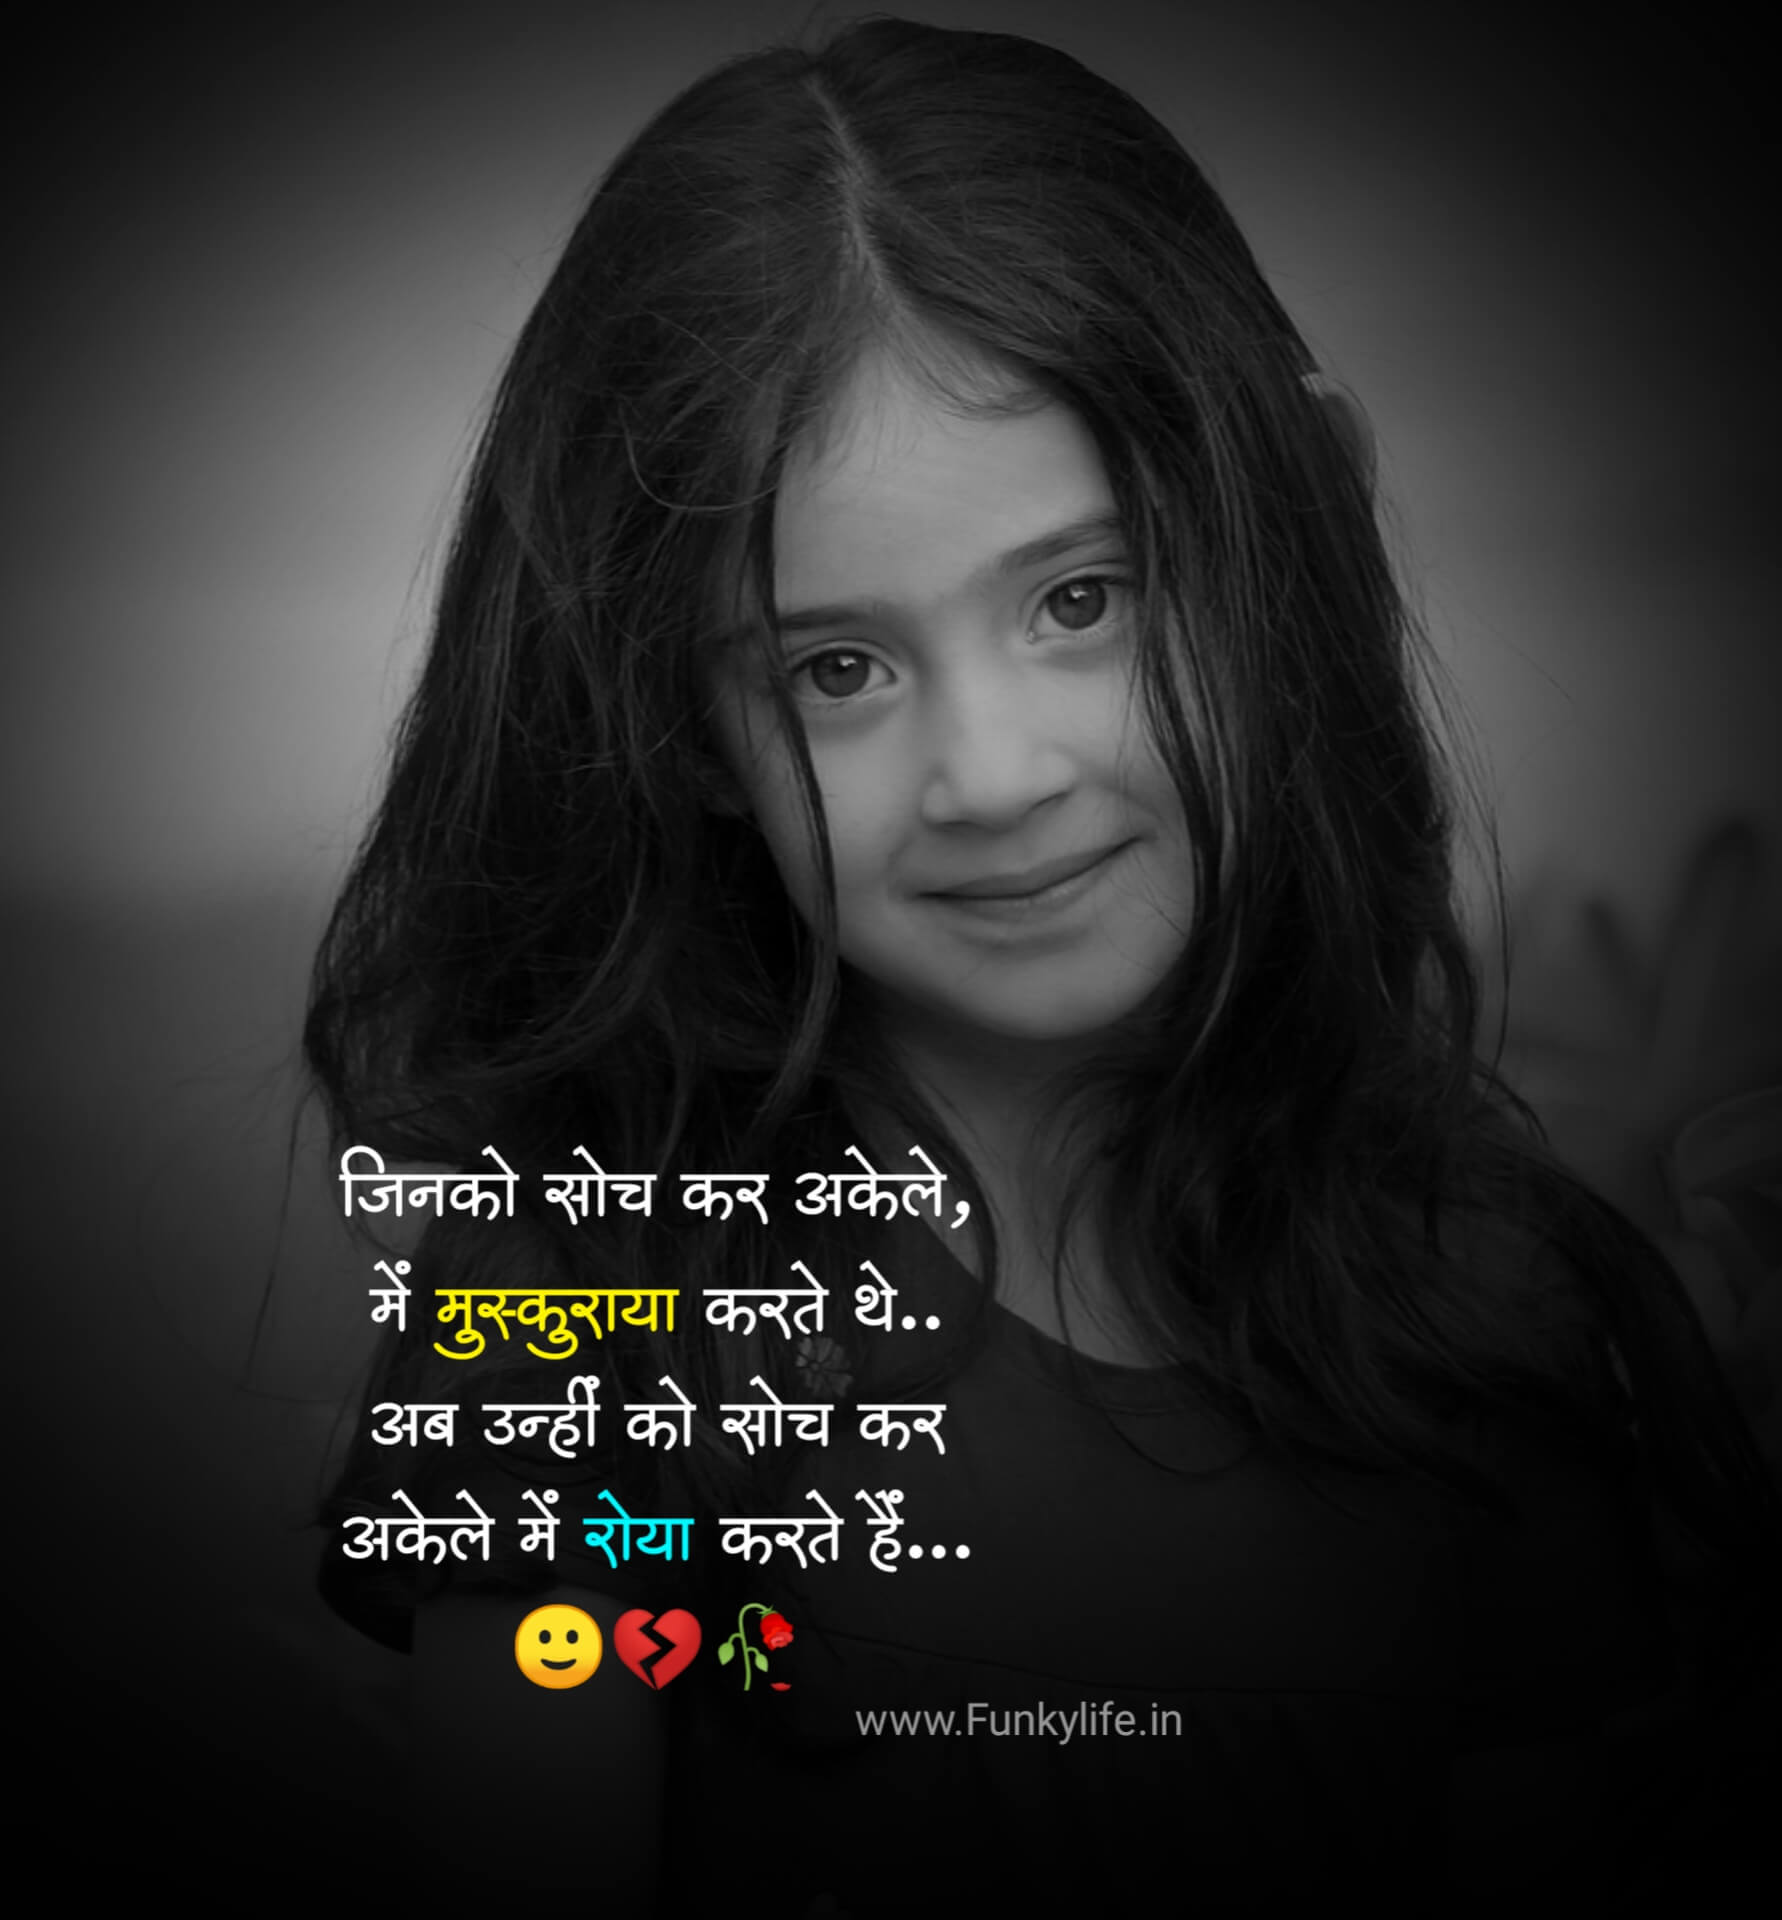 जिनको सोच कर अकेले,
में मुस्कुराया करते थे..
अब उन्हीं को सोच कर
अकेले में रोया करते हैं...
🙂💔🥀
www.Funkylife.in